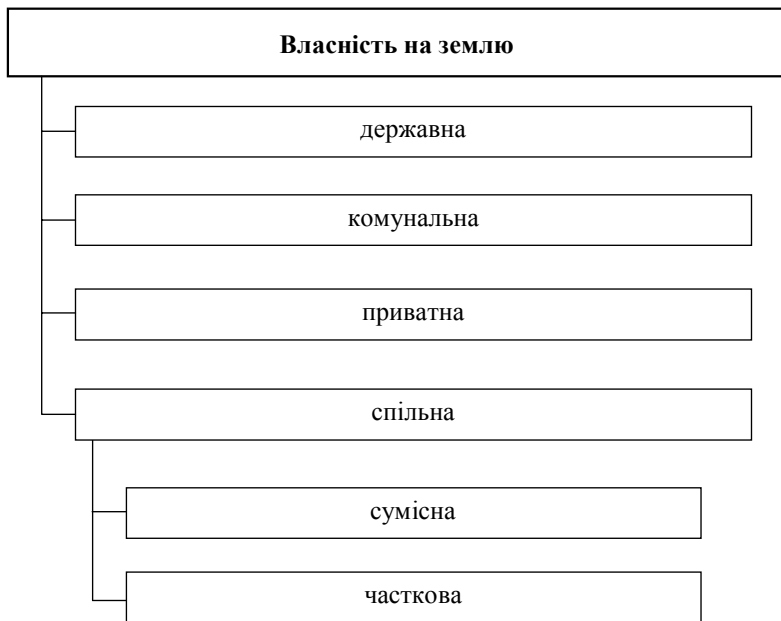 Власність на землю
державна
комунальна
приватна
спільна
сумісна
часткова